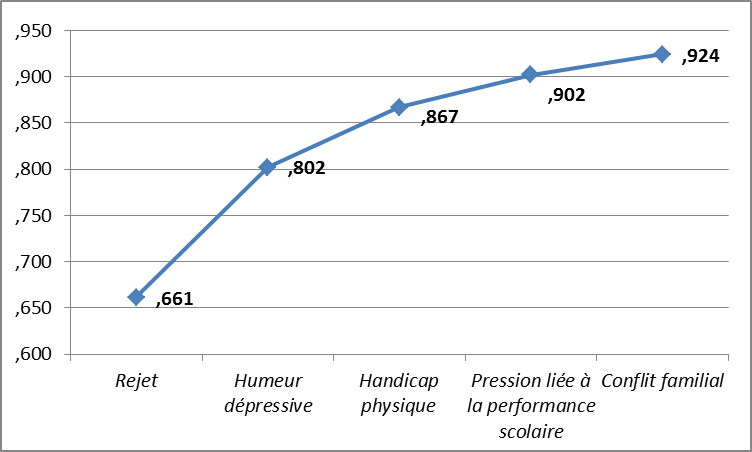 ,950
,900
,850
,800
,750
,700
,650
,600
,661
,802
,867
,902
,924
Rejet
Humeur
dépressive
Handicap
physique
Pression liée à
la performance
scolaire
Conflit familial